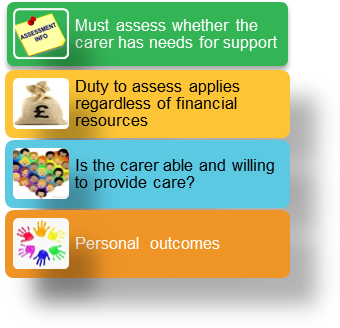 ASSESSMENT
INFO
Must assess whether the
carer has needs for support
£
Duty to assess applies
regardless of financial
resources
Is the carer able and willing
to provide care?
Personal outcomes